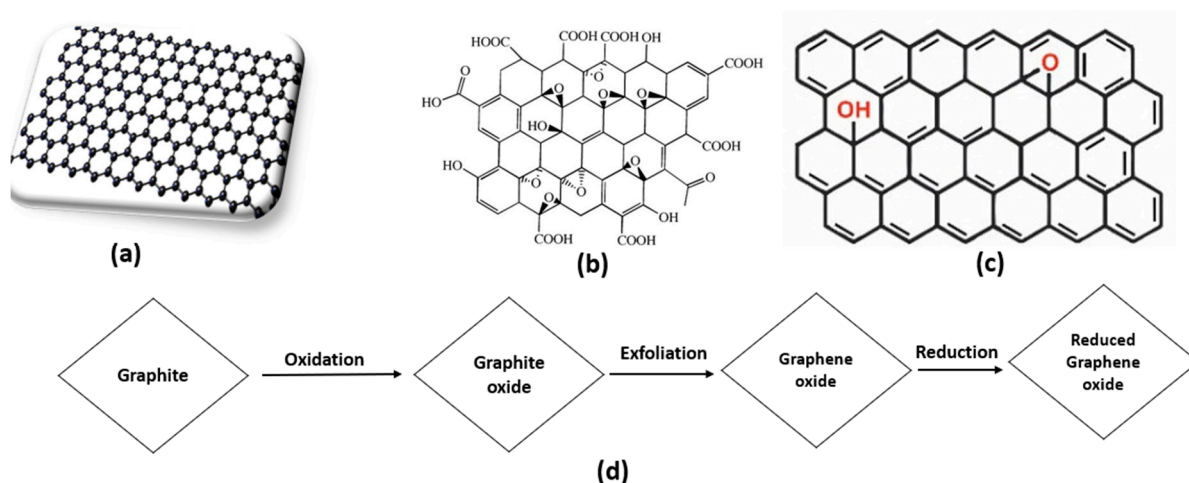 HOOC
COOH
COOH
OH
COOH
O
HO
O
O
O
O
O
HO
COOH
HO
O
O
O
O
O
OH
COOH
COOH
O
OH
(a)
(b)
(c)
Graphite
Oxidation
Graphite
oxide
Exfoliation
Graphene
oxide
Reduction
Reduced
Graphene
oxide
(d)